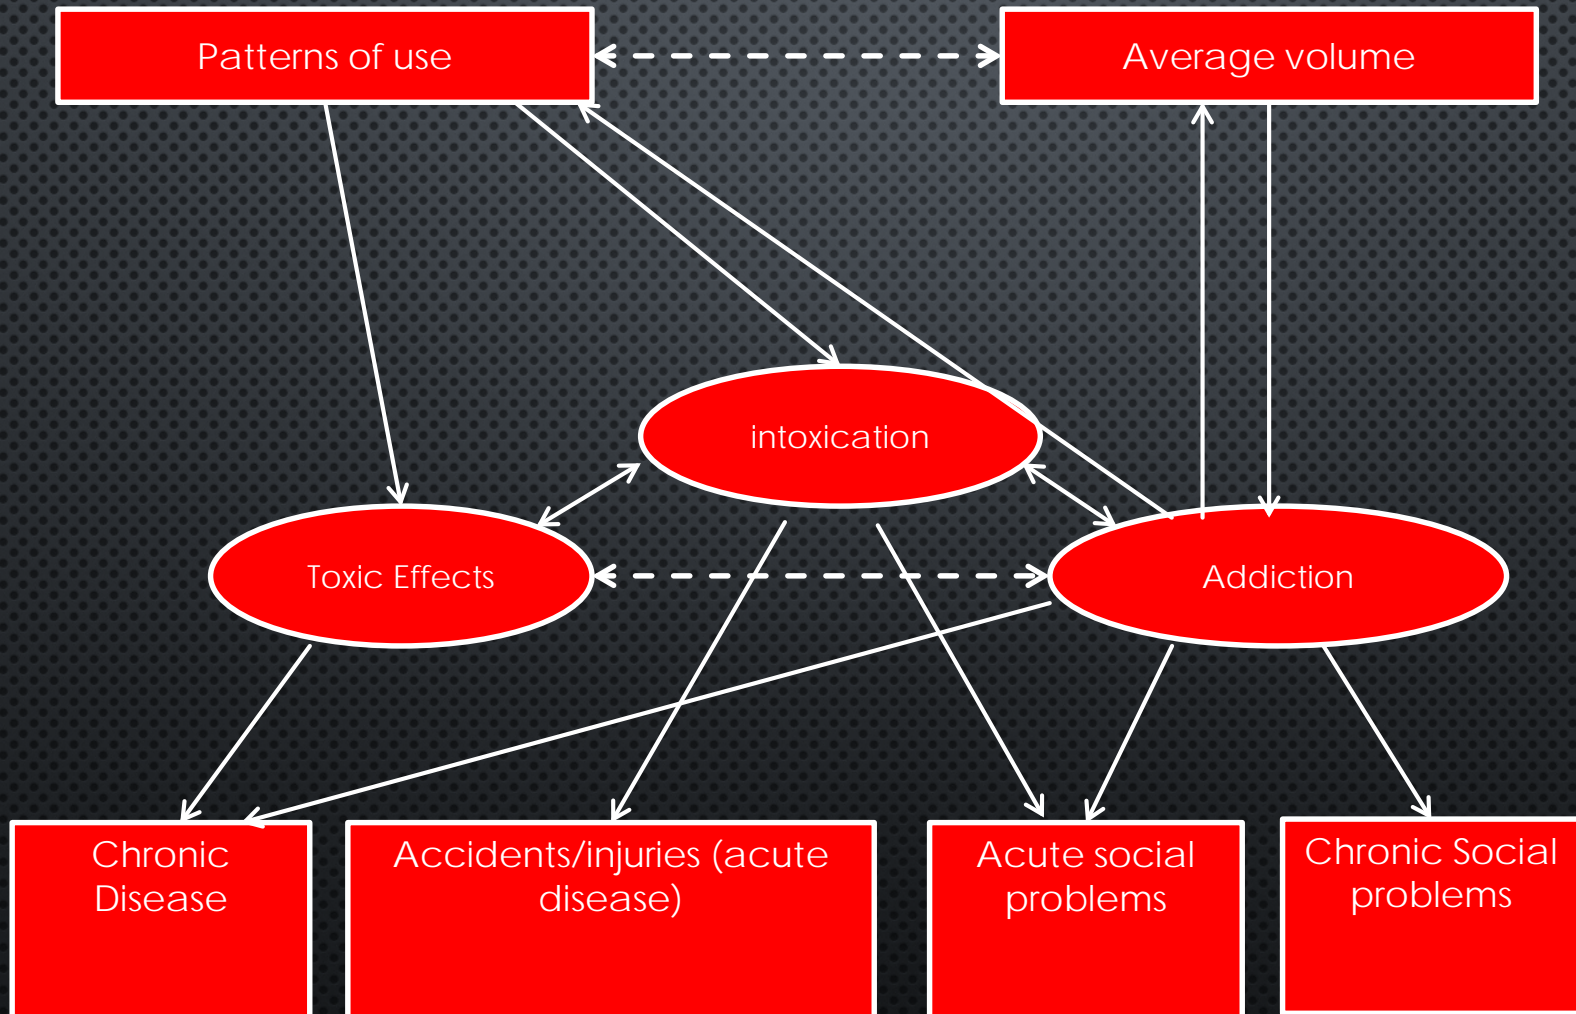 Patterns of use
Average volume
intoxication
Toxic Effects
Addiction
Chronic
Disease
Accidents/injuries (acute
disease)
Acute social
problems
Chronic Social
problems